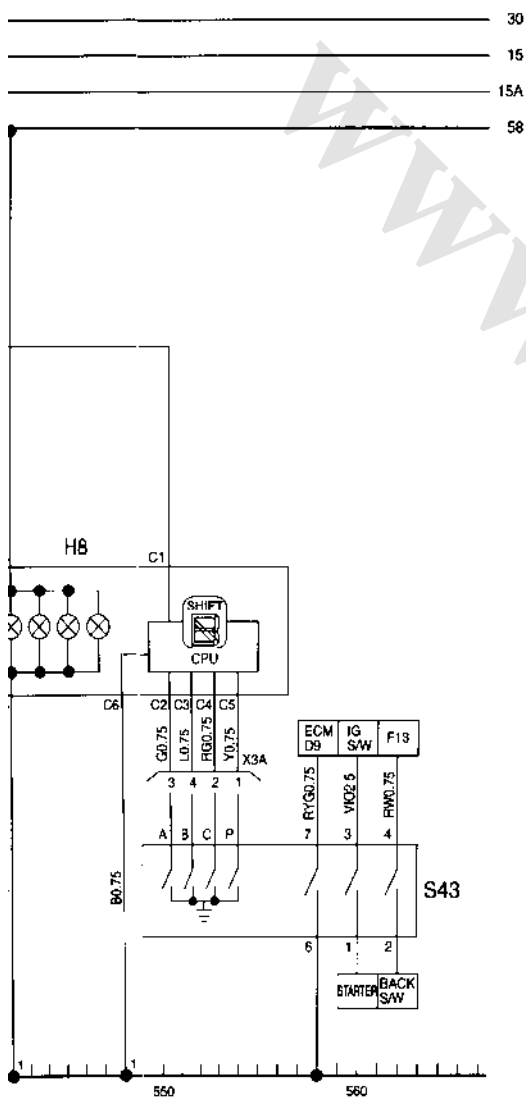 30
15
15A
58
WW
H8
C1
SHIFT
CPU
C6 C2 C3 C4 C5
G0.75 L0.75 RG0.75 Y0.75
X3A
3 4 2 1
A B C P
B0.75
ECM D9 IG S/W F13
RYG0.75 VIO2.5 RW0.75
7 3 4
S43
6 1 2
STARTER BACK S/W
1 1
550 560